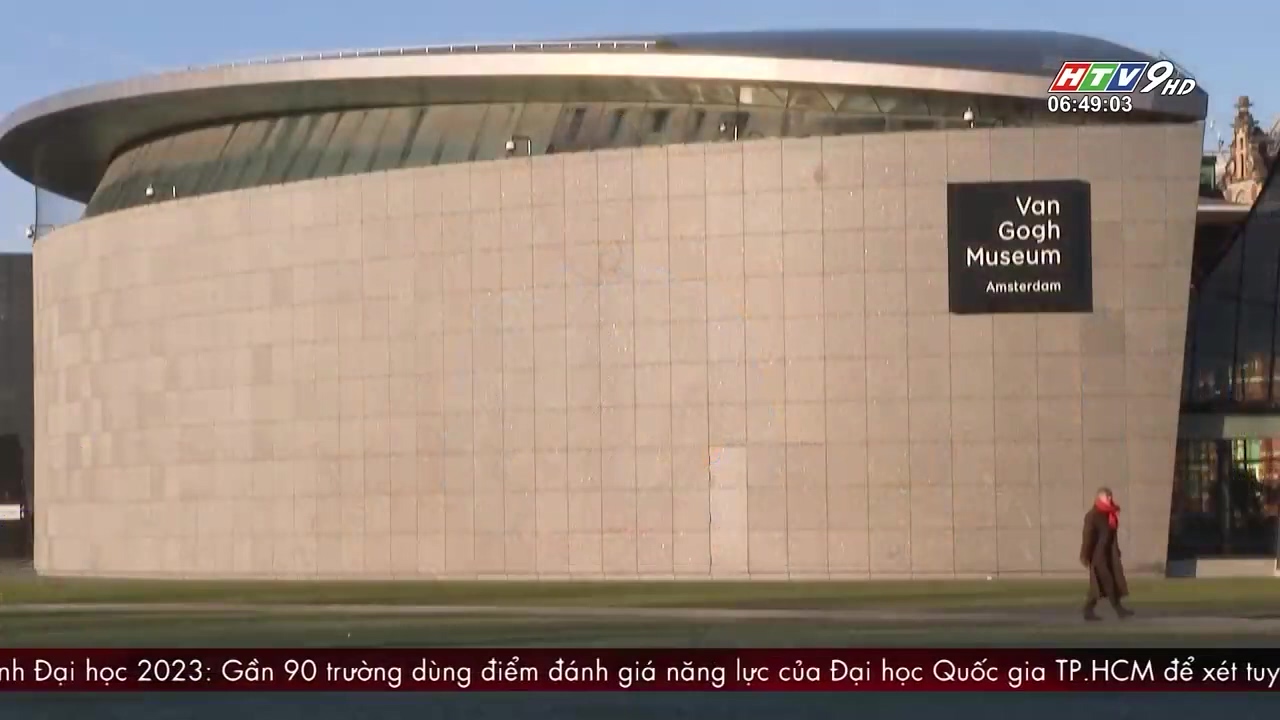 HTV9HD
06:49:03
Van
Gogh
Museum
Amsterdam
nh Đại học 2023: Gần 90 trường dùng điểm đánh giá năng lực của Đại học Quốc gia TP.HCM để xét tuy